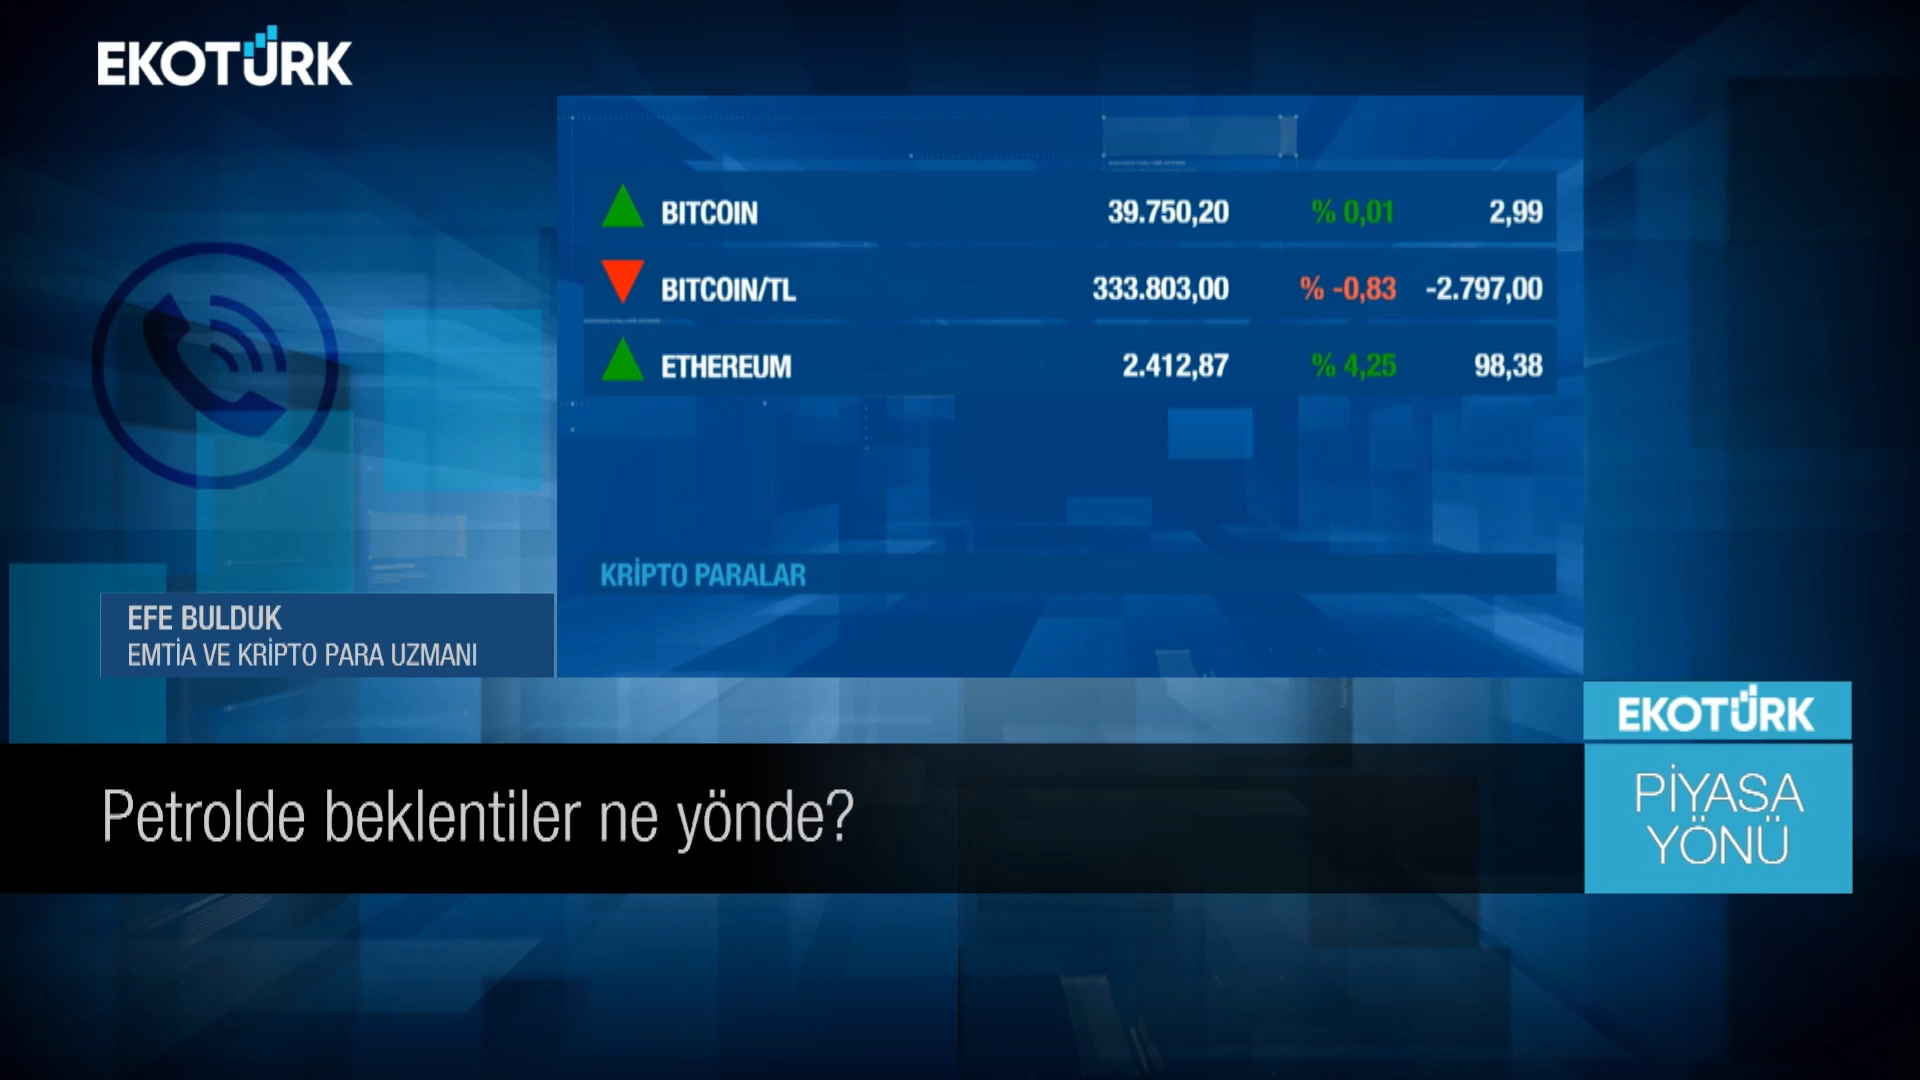 EKOTÜRK
BITCOIN 39.750,20 % 0,01 2,99
BITCOIN/TL 333.803,00 % -0,83 -2.797,00
ETHEREUM 2.412,87 % 4,25 98,38
KRİPTO PARALAR
EFE BULDUK
EMTİA VE KRİPTO PARA UZMANI
EKOTÜRK
Petrolde beklentiler ne yönde?
PİYASA
YÖNÜ